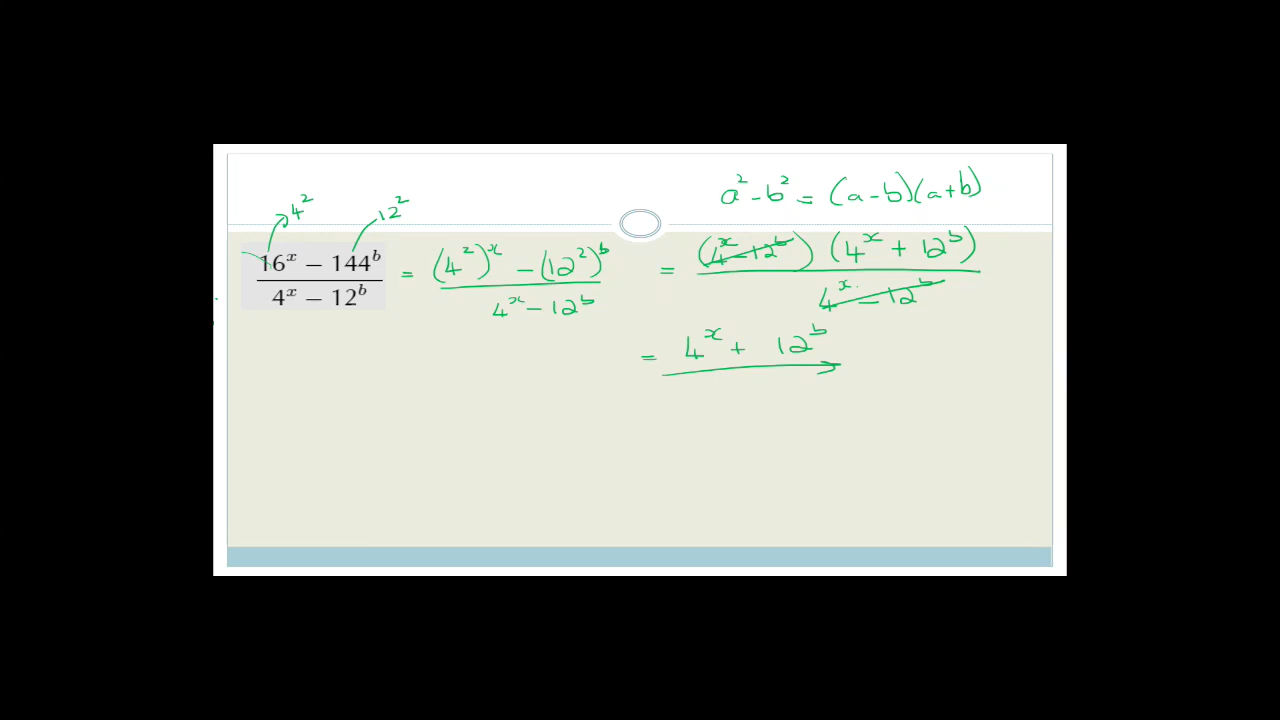 a² - b² = (a - b)(a + b)
4² 12²
(16^x − 144^b)/(4^x − 12^b) = ((4²)^x - (12²)^b)/(4^x - 12^b) = ((4^x - 12^b)(4^x + 12^b))/(4^x - 12^b)
= 4^x + 12^b